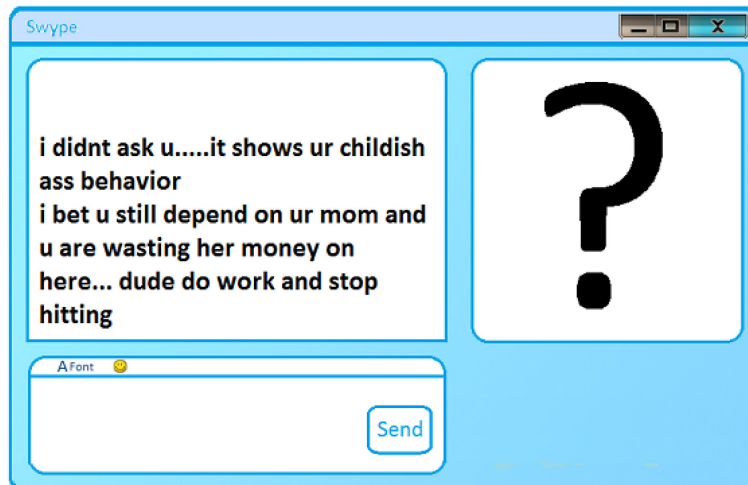 Swype
X
i didnt ask u.....it shows ur childish
ass behavior
i bet u still depend on ur mom and
u are wasting her money on
here... dude do work and stop
hitting
?
A Font
Send